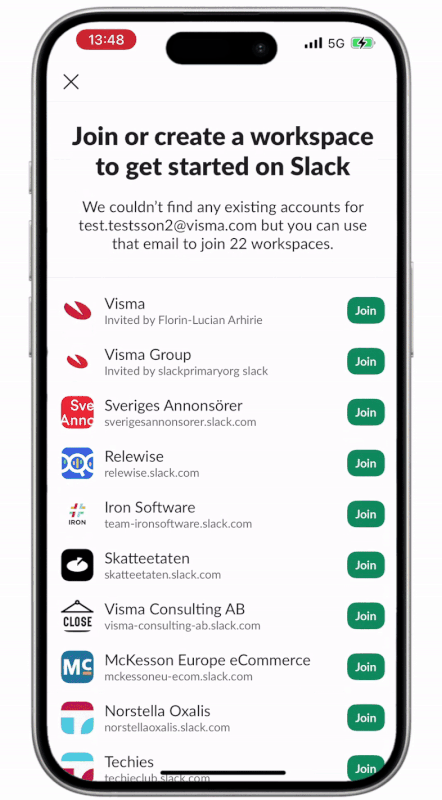 13:48
5G
Join or create a workspace
to get started on Slack
We couldn't find any existing accounts for
test.testsson2@visma.com but you can use
that email to join 22 workspaces.
Visma
Invited by Florin-Lucian Arhirie
Join
Visma Group
Invited by slackprimaryorg slack
Join
Sve
Anno
Sveriges Annonsörer
sverigesannonsorer.slack.com
Join
Relewise
relewise.slack.com
Join
IRON
Iron Software
team-ironsoftware.slack.com
Join
Skatteetaten
skatteetaten.slack.com
Join
CLOSE
Visma Consulting AB
visma-consulting-ab.slack.com
Join
MC
McKesson Europe eCommerce
mckessoneu-ecom.slack.com
Join
Norstella Oxalis
norstellaoxalis.slack.com
Join
Techies
techieclub.slack.com
Join